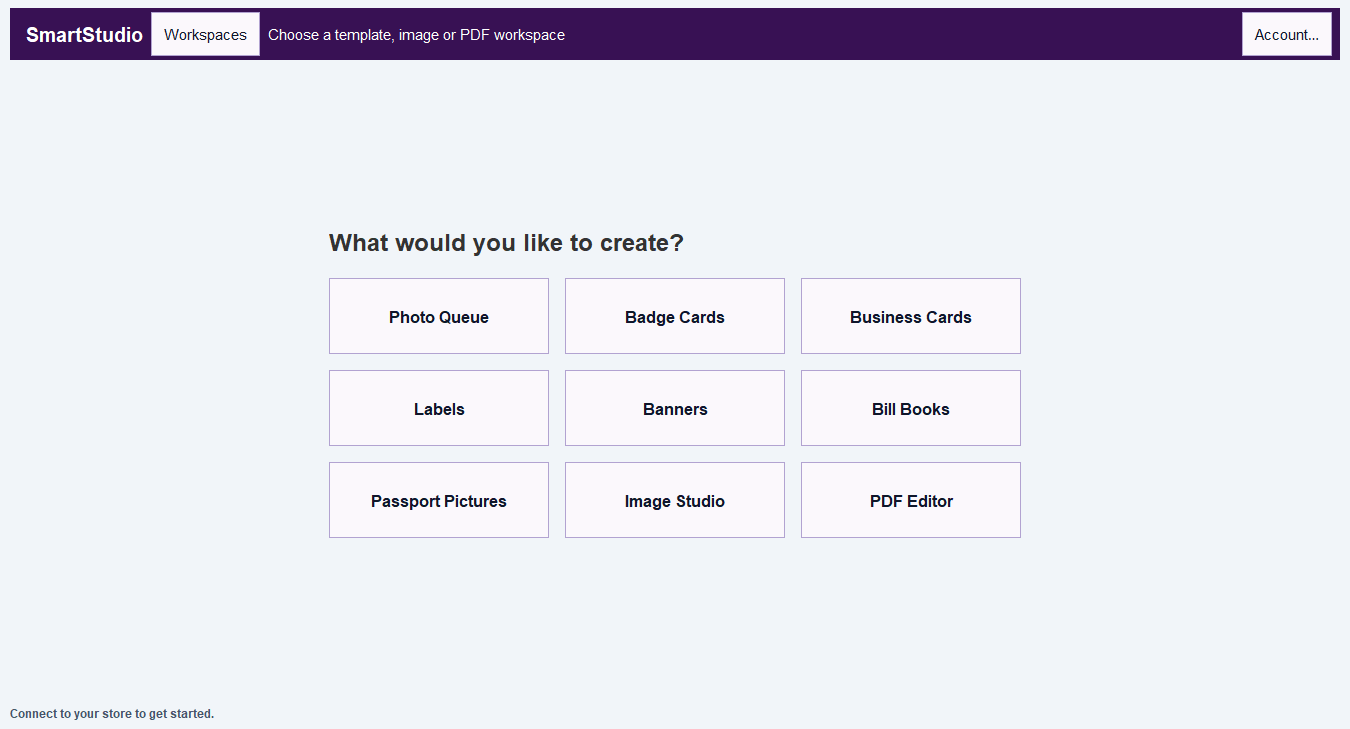 SmartStudio Workspaces Choose a template, image or PDF workspace Account...
What would you like to create?
Photo Queue Badge Cards Business Cards
Labels Banners Bill Books
Passport Pictures Image Studio PDF Editor
Connect to your store to get started.